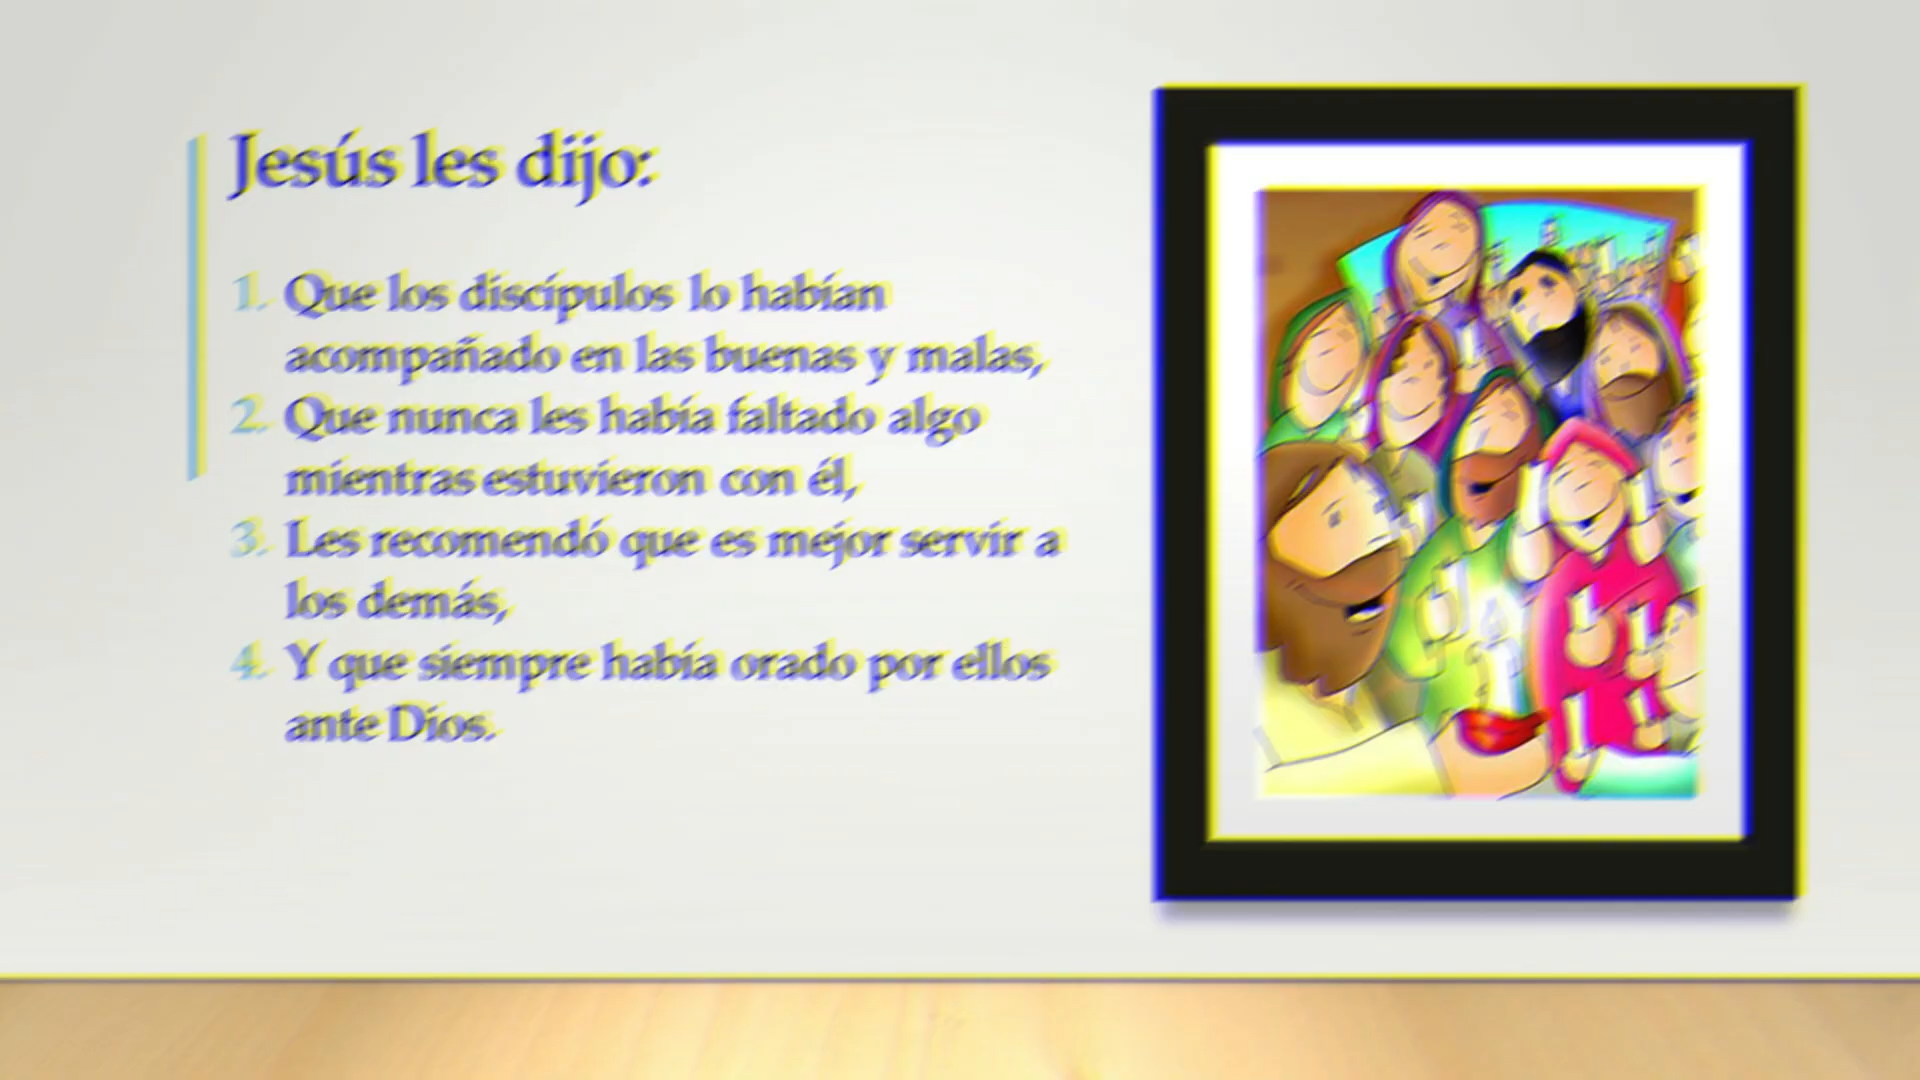 Jesús les dijo:
1. Que los discípulos lo habían
acompañado en las buenas y malas,
2. Que nunca les había faltado algo
mientras estuvieron con él,
3. Les recomendó que es mejor servir a
los demás,
4. Y que siempre había orado por ellos
ante Dios.